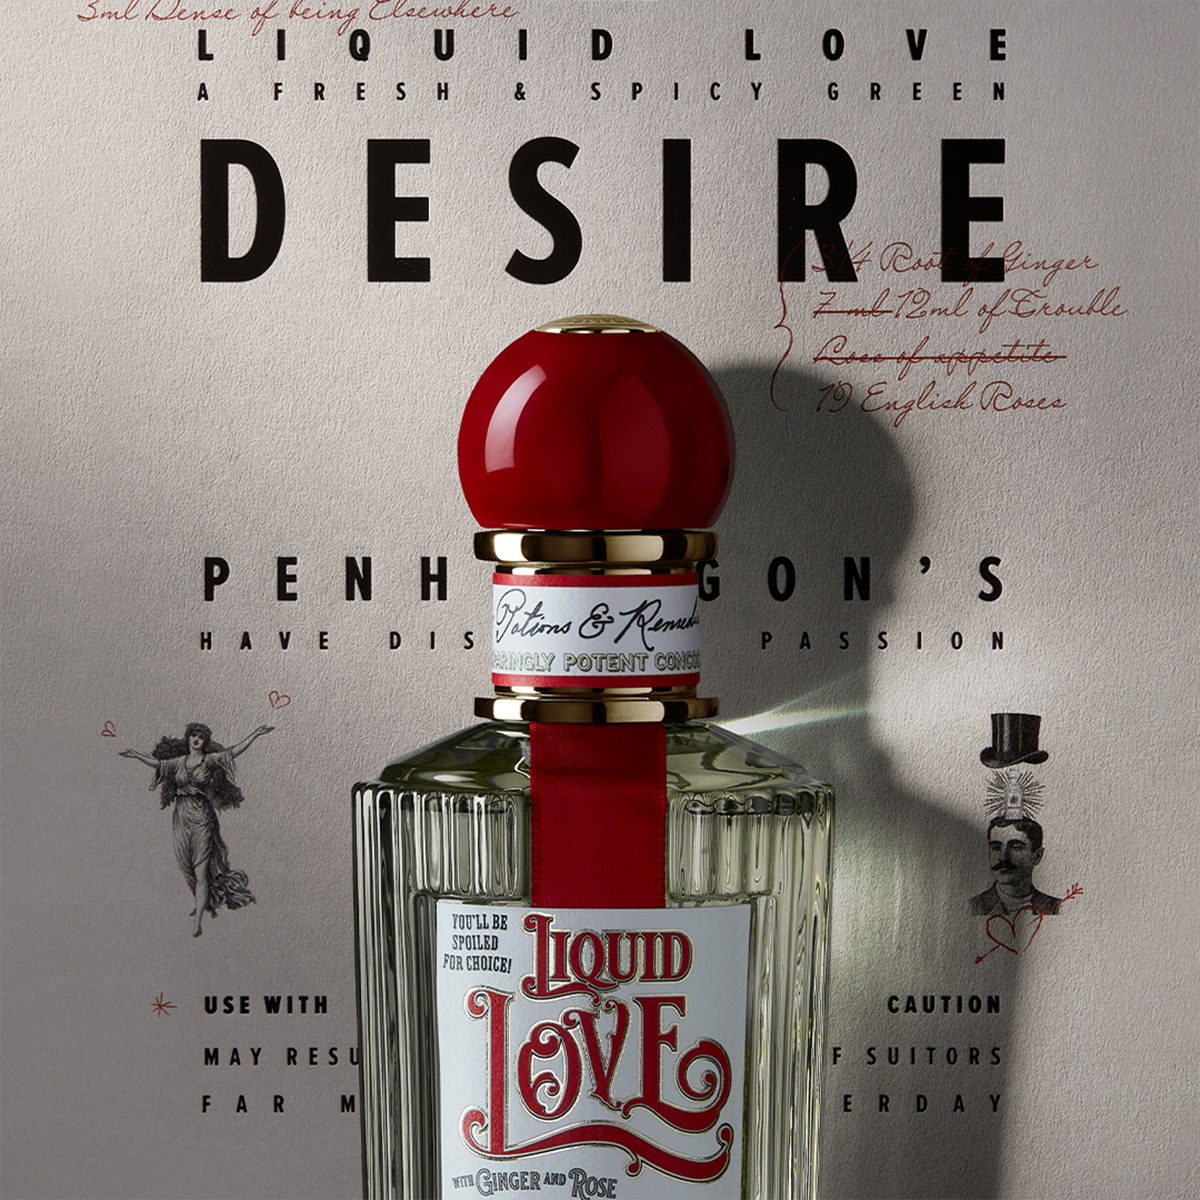 3ml Sense of being Elsewhere
LIQUID LOVE
A FRESH & SPICY GREEN
DESIRE
3/4 Root of Ginger
7 ml 12ml of Trouble
Loss of appetite
19 English Roses
PENH GON'S
HAVE DIS PASSION
Potions & Remedi
ARINGLY POTENT CONCO
YOU'LL BE
SPOILED
FOR CHOICE!
LIQUID
LOVE
WITH GINGER AND ROSE
USE WITH CAUTION
MAY RESU F SUITORS
FAR M ERDAY